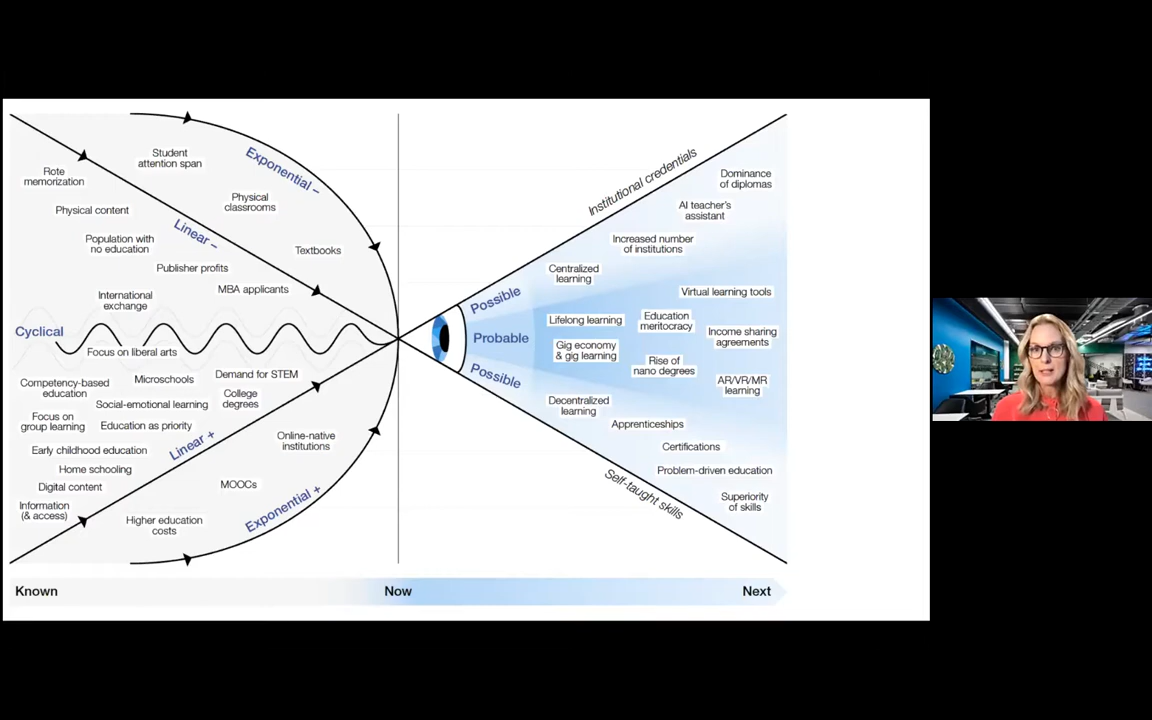 Exponential –
Student
attention span
Rote
memorization
Physical
classrooms
Physical content
Linear –
Population with
no education
Textbooks
Publisher profits
MBA applicants
International
exchange
Cyclical
Focus on liberal arts
Demand for STEM
Microschools
Competency-based
education
College
degrees
Social-emotional learning
Focus on
group learning
Education as priority
Linear +
Online-native
institutions
Early childhood education
Home schooling
Digital content
MOOCs
Information
(& access)
Exponential +
Higher education
costs
Institutional credentials
Dominance
of diplomas
AI teacher's
assistant
Increased number
of institutions
Centralized
learning
Possible
Virtual learning tools
Lifelong learning
Education
meritocracy
Probable
Income sharing
agreements
Gig economy
& gig learning
Rise of
nano degrees
Possible
AR/VR/MR
learning
Decentralized
learning
Apprenticeships
Certifications
Problem-driven education
Self-taught skills
Superiority
of skills
Known
Now
Next